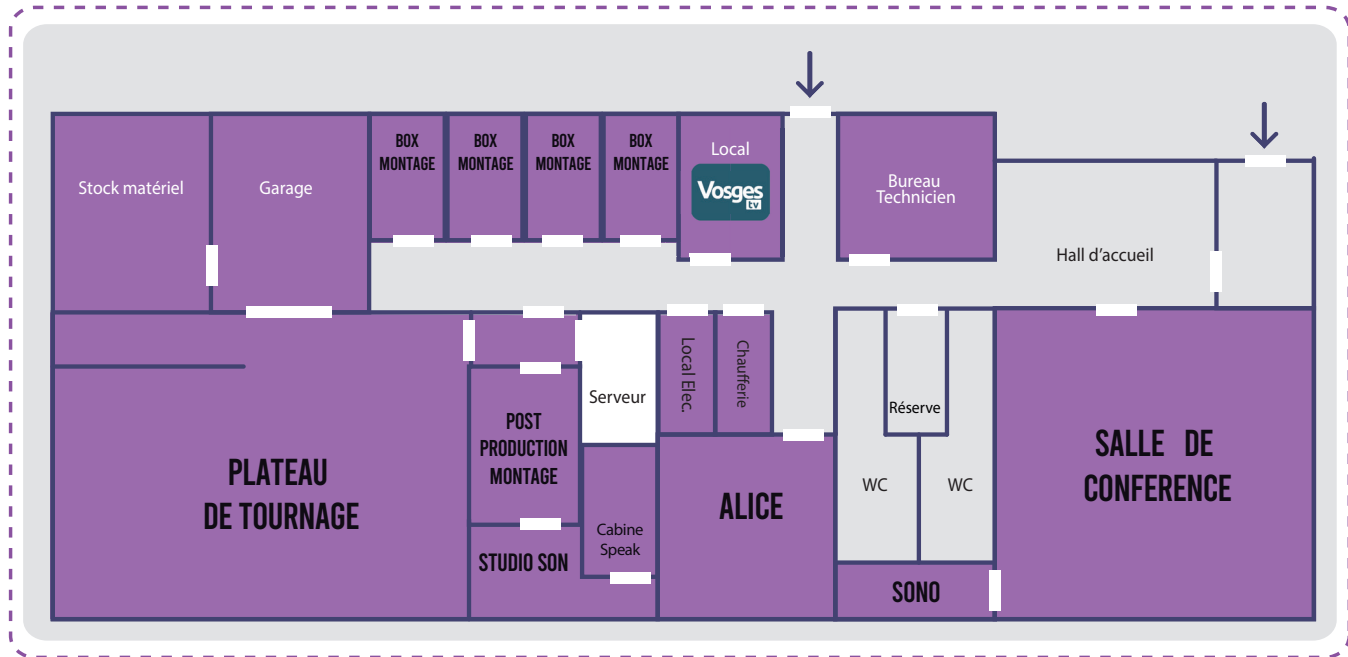 Stock matériel
Garage
BOX
MONTAGE
BOX
MONTAGE
BOX
MONTAGE
BOX
MONTAGE
Local
Vosges
tv
Bureau
Technicien
Hall d'accueil
PLATEAU
DE TOURNAGE
POST
PRODUCTION
MONTAGE
Serveur
Local Elec.
Chaufferie
Réserve
WC
WC
SALLE DE
CONFERENCE
ALICE
Cabine
Speak
STUDIO SON
SONO